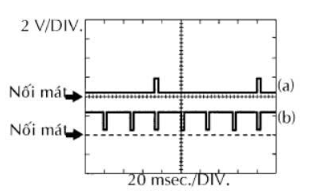 2 V/DIV.
(a)
Nối mát
(b)
Nối mát
20 msec./DIV.